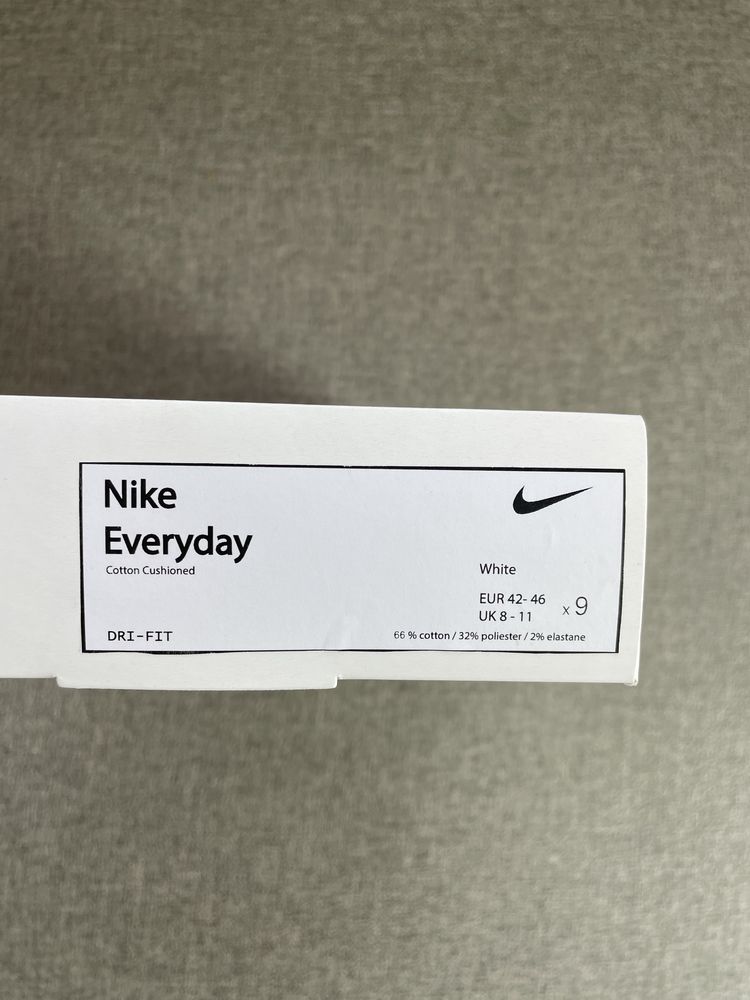 Nike
Everyday
Cotton Cushioned
White
EUR 42- 46
UK 8 - 11
x 9
DRI-FIT
66 % cotton / 32% poliester / 2% elastane